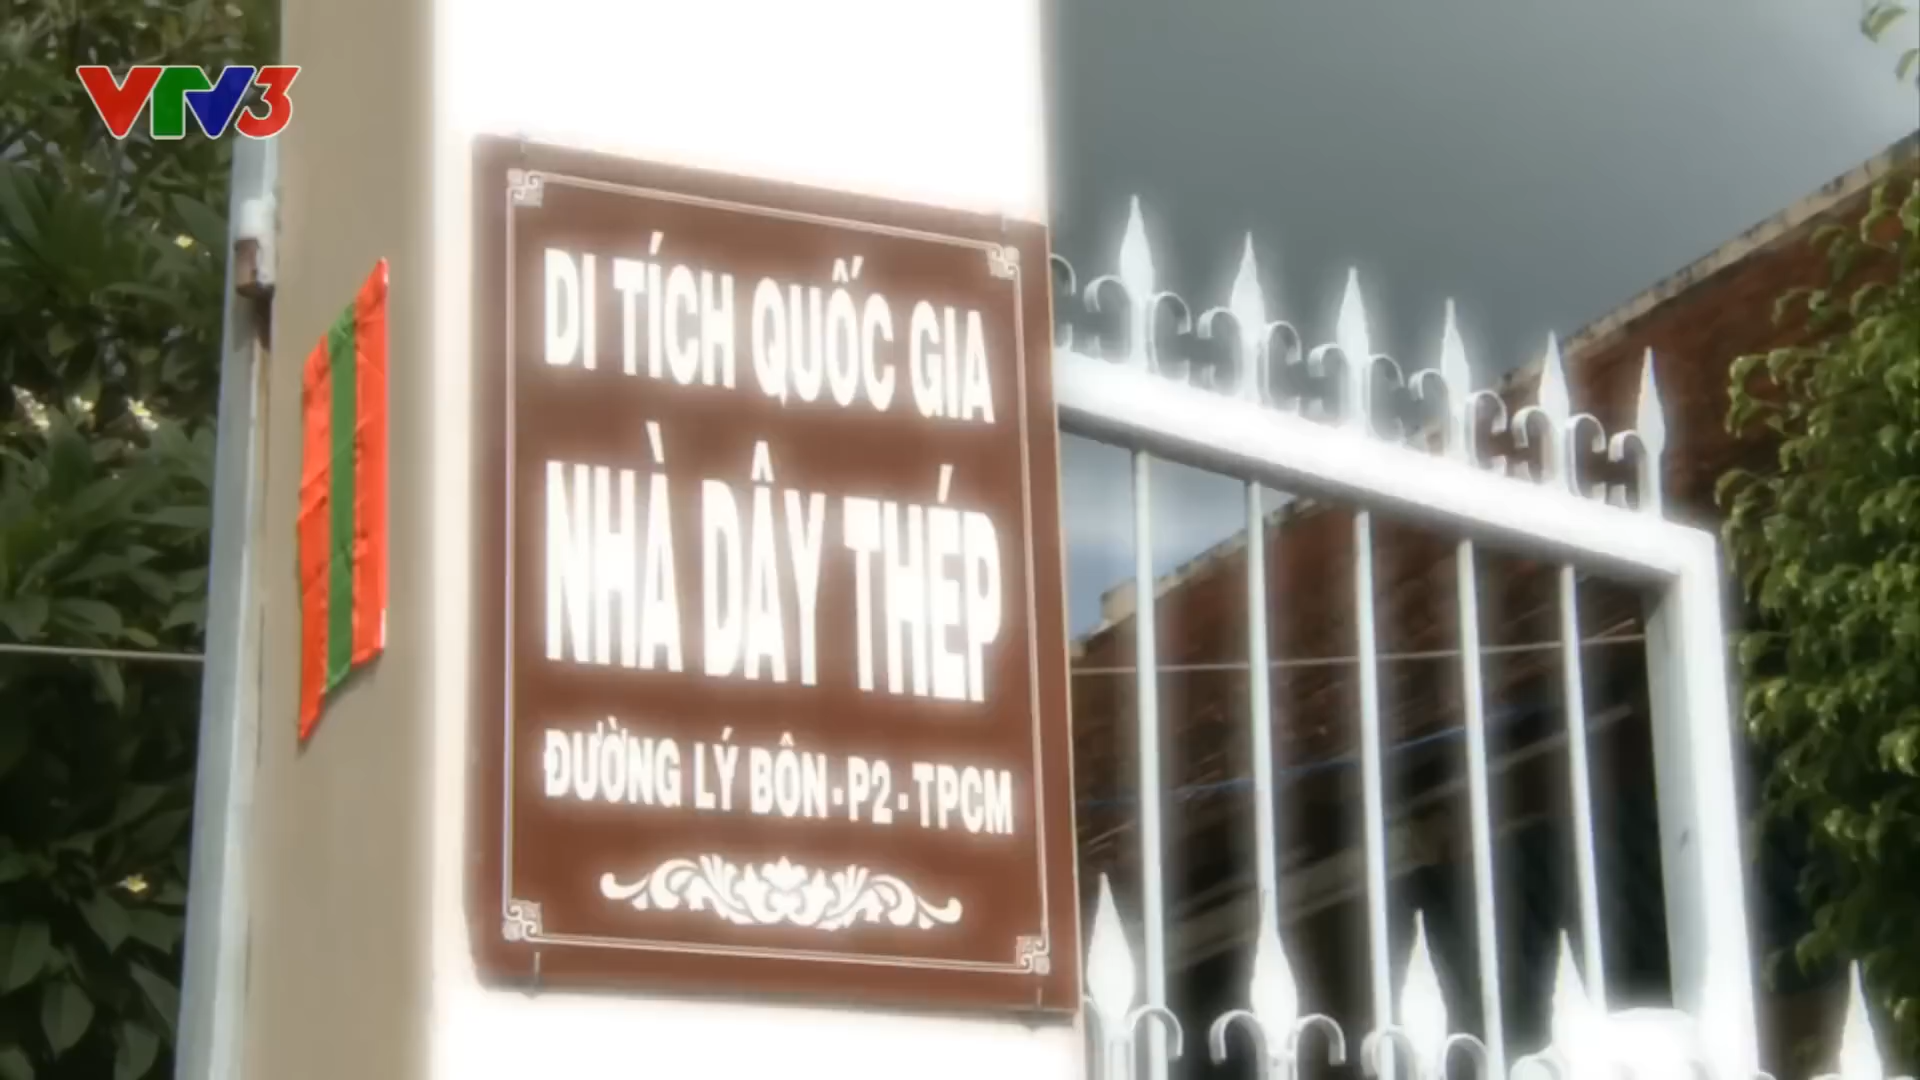 VTV3
DI TÍCH QUỐC GIA
NHÀ DÂY THÉP
ĐƯỜNG LÝ BÔN - P2 - TPCM